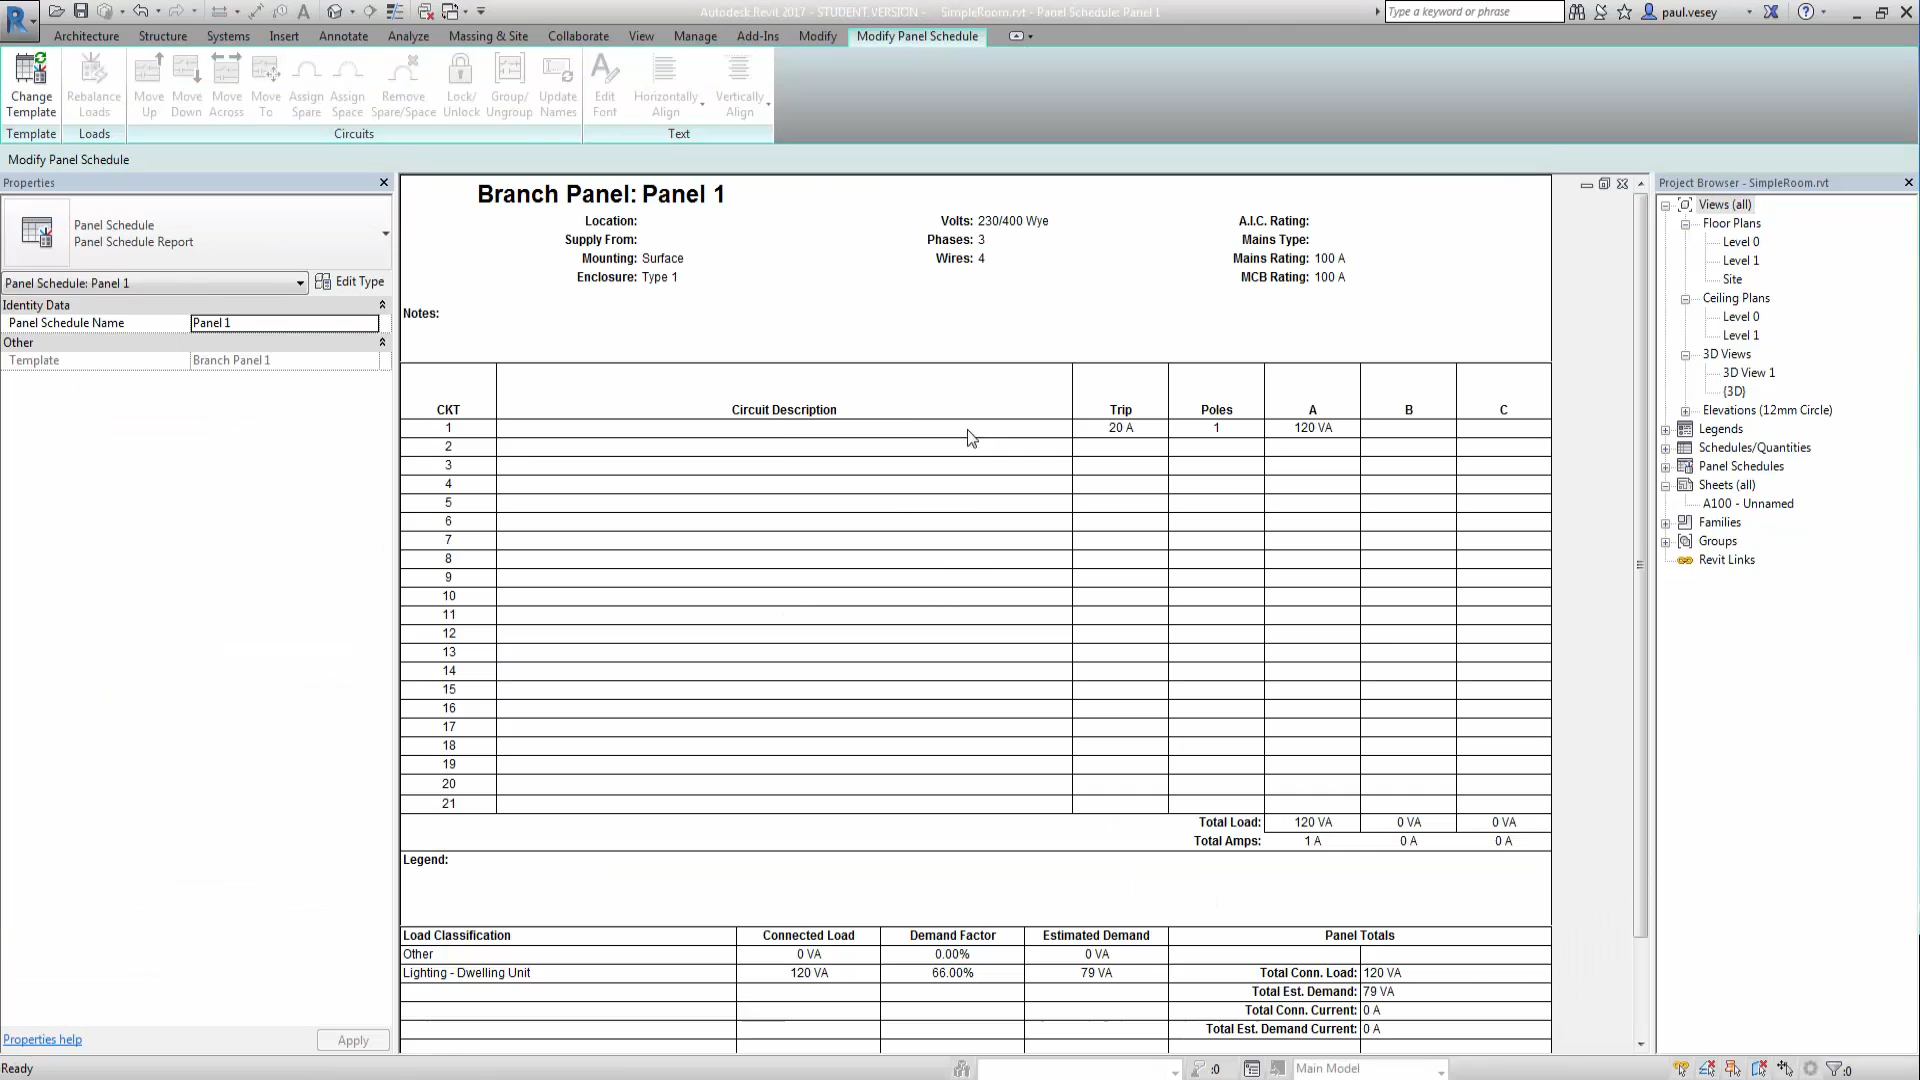 Autodesk Revit 2017 - STUDENT VERSION - SimpleRoom.rvt - Panel Schedule: Panel 1
Type a keyword or phrase
paul.vesey
Architecture Structure Systems Insert Annotate Analyze Massing & Site Collaborate View Manage Add-Ins Modify Modify Panel Schedule
Change Template
Rebalance Loads
Move Up
Move Down
Move Across
Move To
Assign Spare
Assign Space
Remove Spare/Space
Lock/ Unlock
Group/ Ungroup
Update Names
Edit Font
Horizontally Align
Vertically Align
Template Loads Circuits Text
Modify Panel Schedule
Properties
Panel Schedule
Panel Schedule Report
Panel Schedule: Panel 1 Edit Type
Identity Data
Panel Schedule Name Panel 1
Other
Template Branch Panel 1
Properties help Apply
Branch Panel: Panel 1
Location: Volts: 230/400 Wye A.I.C. Rating:
Supply From: Phases: 3 Mains Type:
Mounting: Surface Wires: 4 Mains Rating: 100 A
Enclosure: Type 1 MCB Rating: 100 A
Notes:
CKT Circuit Description Trip Poles A B C
1 20 A 1 120 VA
2
3
4
5
6
7
8
9
10
11
12
13
14
15
16
17
18
19
20
21
Total Load: 120 VA 0 VA 0 VA
Total Amps: 1 A 0 A 0 A
Legend:
Load Classification Connected Load Demand Factor Estimated Demand Panel Totals
Other 0 VA 0.00% 0 VA
Lighting - Dwelling Unit 120 VA 66.00% 79 VA Total Conn. Load: 120 VA
Total Est. Demand: 79 VA
Total Conn. Current: 0 A
Total Est. Demand Current: 0 A
Project Browser - SimpleRoom.rvt
Views (all)
Floor Plans
Level 0
Level 1
Site
Ceiling Plans
Level 0
Level 1
3D Views
3D View 1
{3D}
Elevations (12mm Circle)
Legends
Schedules/Quantities
Panel Schedules
Sheets (all)
A100 - Unnamed
Families
Groups
Revit Links
Ready :0 Main Model :0